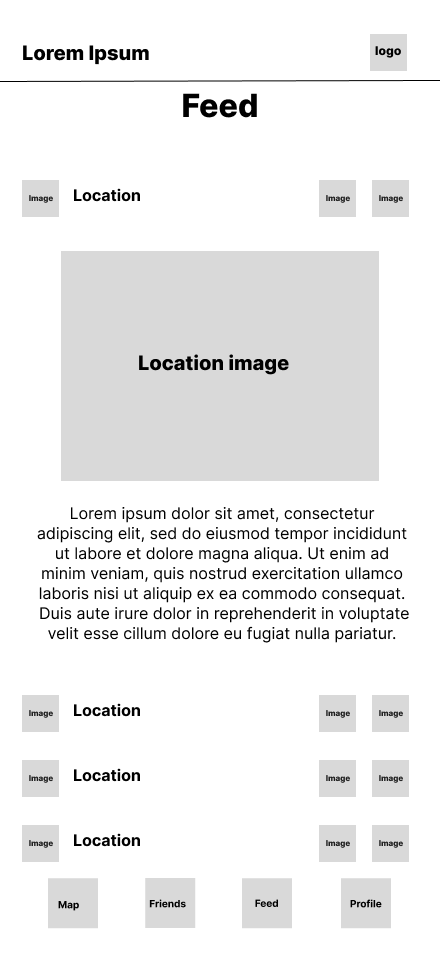 Lorem Ipsum
logo
Feed
Image
Location
Image
Image
Location image
Lorem ipsum dolor sit amet, consectetur
adipiscing elit, sed do eiusmod tempor incididunt
ut labore et dolore magna aliqua. Ut enim ad
minim veniam, quis nostrud exercitation ullamco
laboris nisi ut aliquip ex ea commodo consequat.
Duis aute irure dolor in reprehenderit in voluptate
velit esse cillum dolore eu fugiat nulla pariatur.
Image
Location
Image
Image
Image
Location
Image
Image
Image
Location
Image
Image
Map
Friends
Feed
Profile